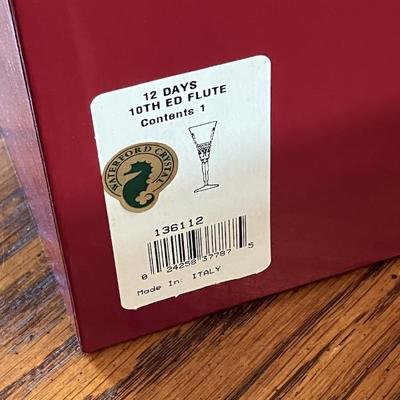 12 DAYS
10TH ED FLUTE
Contents 1
WATERFORD CRYSTAL
136112
0 24258 37787 5
Made In: ITALY